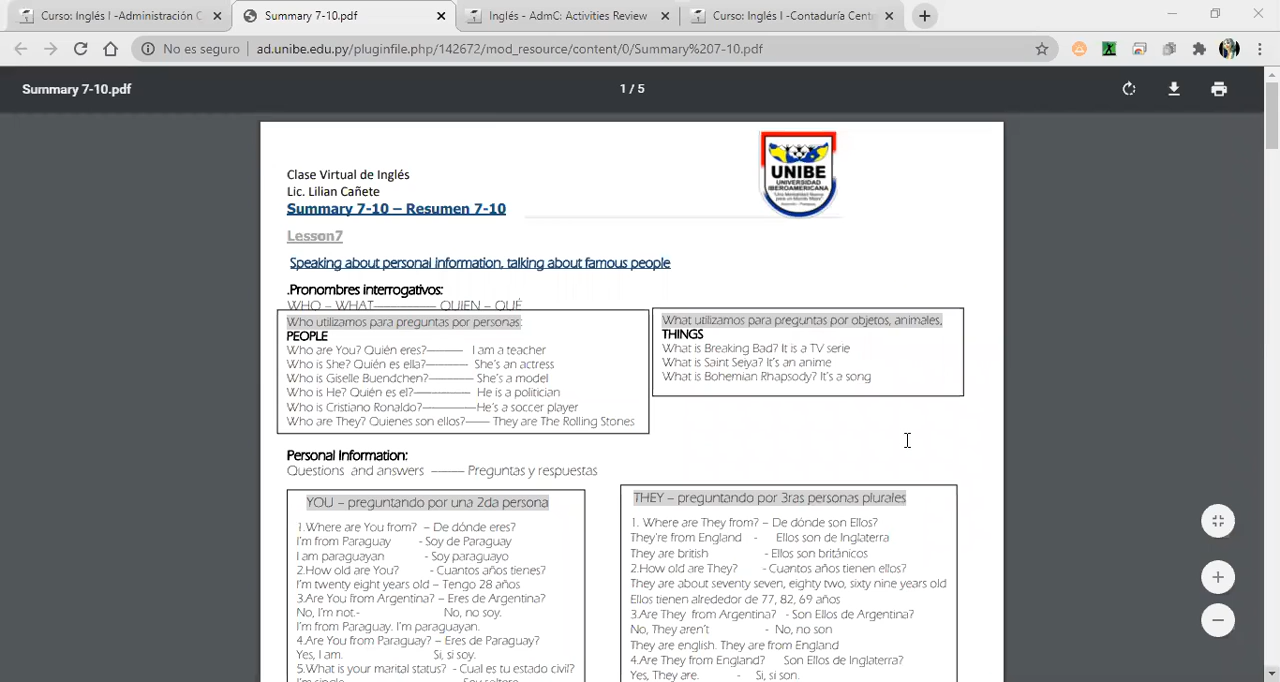 Curso: Inglés I -Administración C
Summary 7-10.pdf
Inglés - AdmC: Activities Review
Curso: Inglés I -Contaduría Cent
No es seguro
ad.unibe.edu.py/pluginfile.php/142672/mod_resource/content/0/Summary%207-10.pdf
Summary 7-10.pdf
1 / 5
UNIBE
UNIVERSIDAD
IBEROAMERICANA
Clase Virtual de Inglés
Lic. Lilian Cañete
Summary 7-10 – Resumen 7-10
Lesson7
Speaking about personal information, talking about famous people
.Pronombres interrogativos:
WHO – WHAT———— QUIEN – QUÉ
Who utilizamos para preguntas por personas:
PEOPLE
Who are You? Quién eres?——— I am a teacher
Who is She? Quién es ella?——— She's an actress
Who is Giselle Buendchen?——— She's a model
Who is He? Quién es el?——— He is a politician
Who is Cristiano Ronaldo?———He's a soccer player
Who are They? Quienes son ellos?—— They are The Rolling Stones
What utilizamos para preguntas por objetos, animales,
THINGS
What is Breaking Bad? It is a TV serie
What is Saint Seiya? It's an anime
What is Bohemian Rhapsody? It's a song
Personal Information:
Questions and answers ——— Preguntas y respuestas
YOU – preguntando por una 2da persona
1.Where are You from? – De dónde eres?
I'm from Paraguay - Soy de Paraguay
I am paraguayan - Soy paraguayo
2.How old are You? - Cuantos años tienes?
I'm twenty eight years old – Tengo 28 años
3.Are You from Argentina? – Eres de Argentina?
No, I'm not.- No, no soy.
I'm from Paraguay. I'm paraguayan.
4.Are You from Paraguay? – Eres de Paraguay?
Yes, I am. Si, si soy.
5.What is your marital status? - Cual es tu estado civil?
I'm single Soy soltero
THEY – preguntando por 3ras personas plurales
1. Where are They from? – De dónde son Ellos?
They're from England - Ellos son de Inglaterra
They are british - Ellos son británicos
2.How old are They? - Cuantos años tienen ellos?
They are about seventy seven, eighty two, sixty nine years old
Ellos tienen alrededor de 77, 82, 69 años
3.Are They from Argentina? - Son Ellos de Argentina?
No, They aren't - No, no son
They are english. They are from England
4.Are They from England? Son Ellos de Inglaterra?
Yes, They are. - Si, si son.